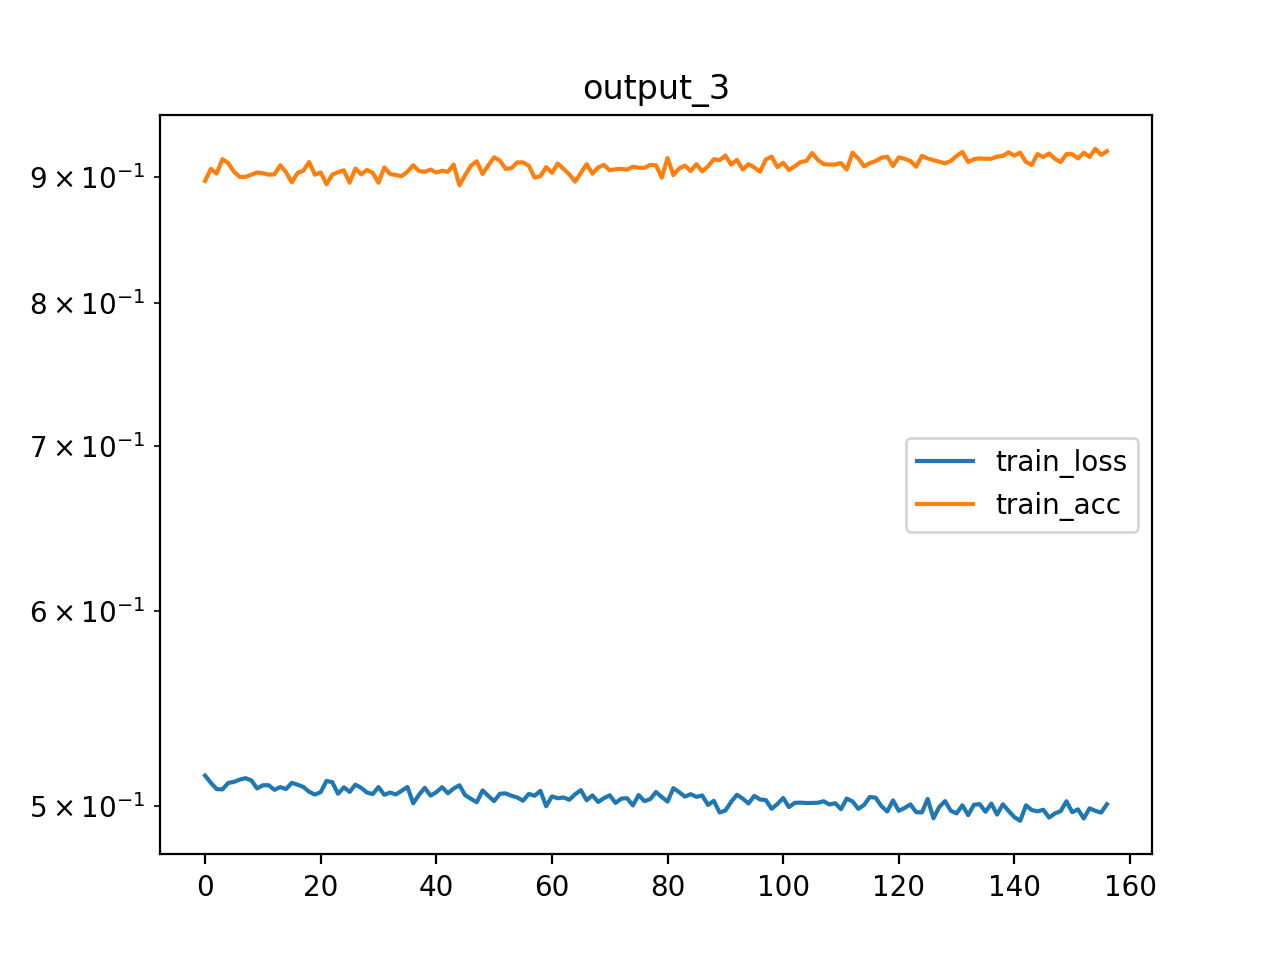 output_3
9 × 10⁻¹
8 × 10⁻¹
7 × 10⁻¹
6 × 10⁻¹
5 × 10⁻¹
train_loss
train_acc
0 20 40 60 80 100 120 140 160